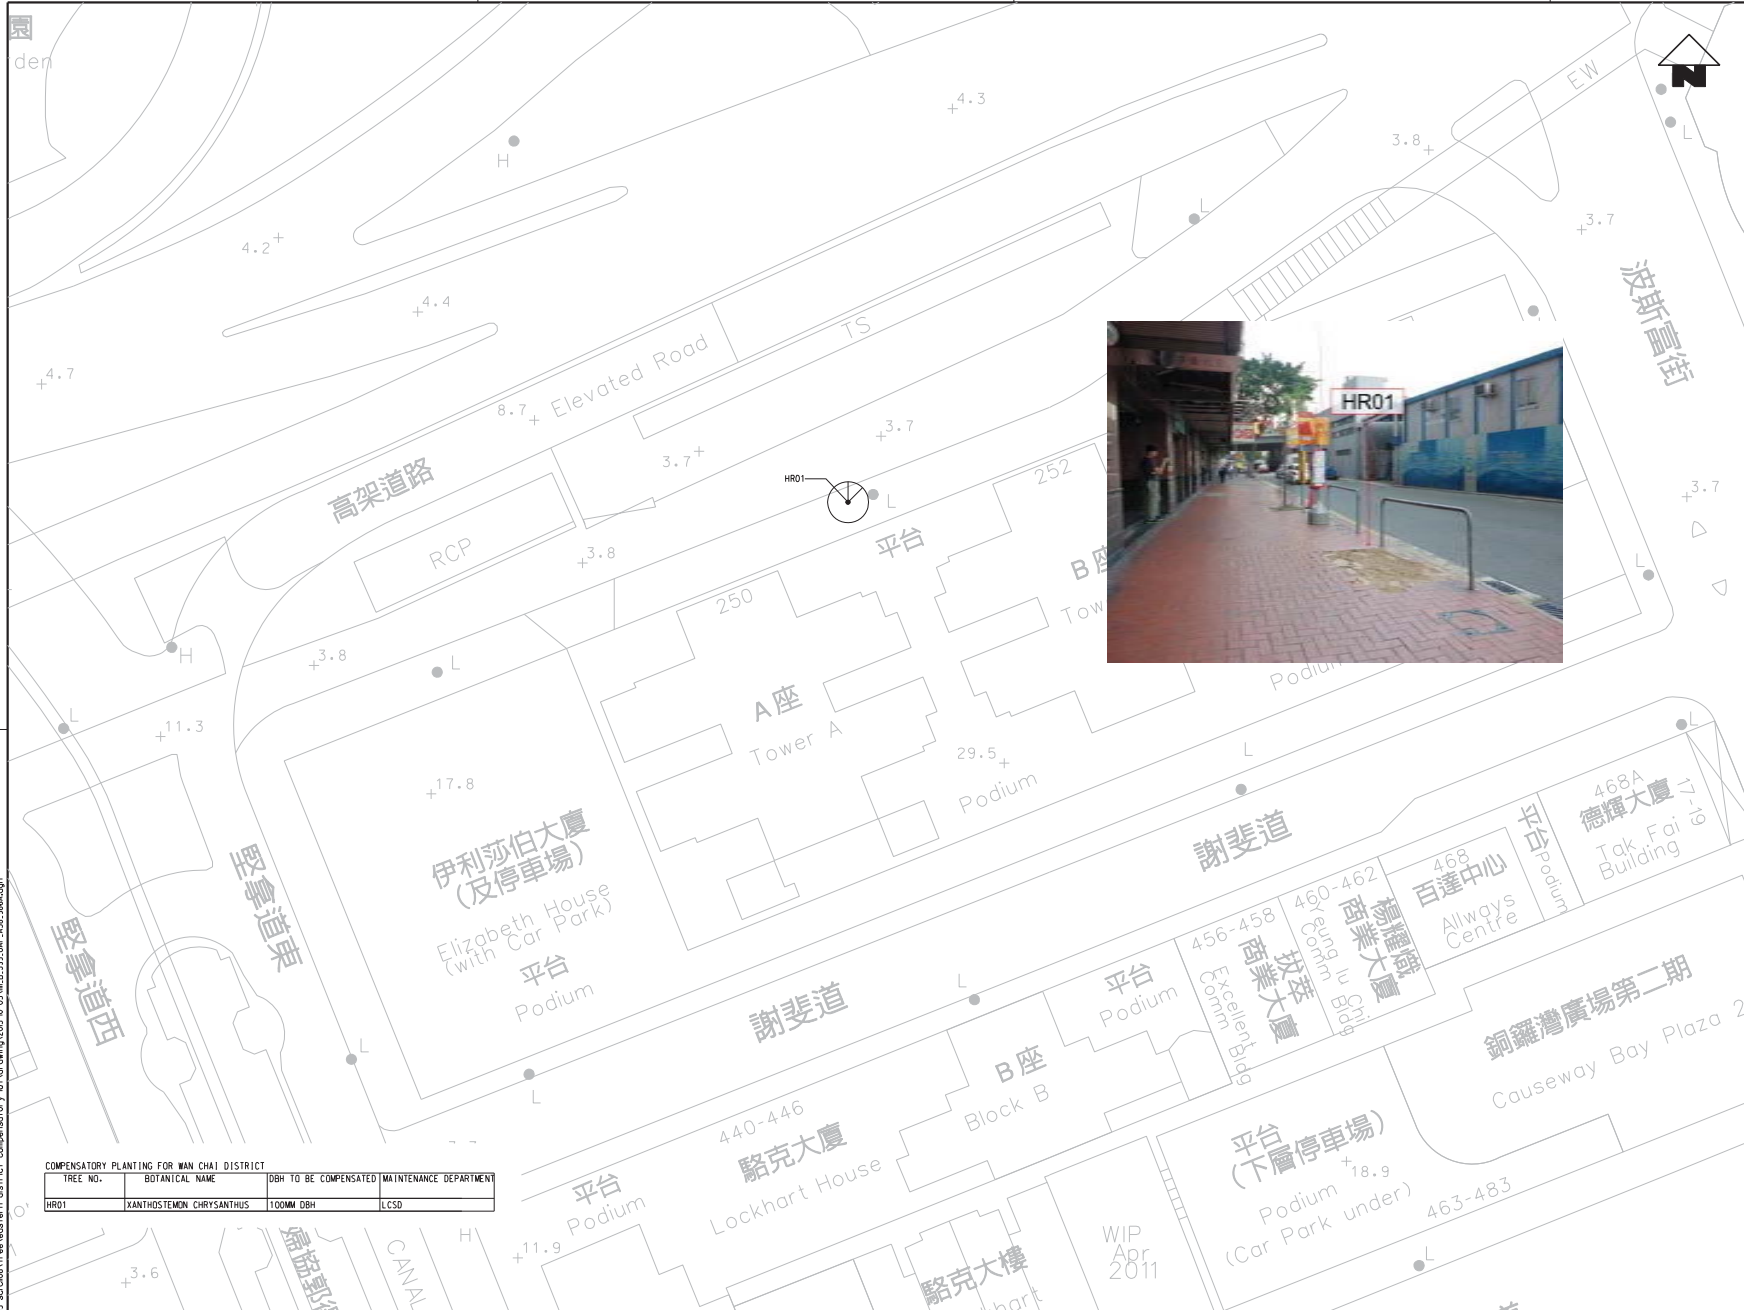 園
den
N
EW
4.3
L
3.8
H
L
3.7
4.2
波斯富街
4.4
TS
Elevated Road
4.7
8.7
HR01
3.7
252
3.7
高架道路
HR01
L
3.7
平台
RCP
3.8
B座
L
250
Tow
H
3.8
L
Podium
A座
L
11.3
L
Tower A
L
29.5
17.8
Podium
468A
德輝大廈
17-19
Tak Fai
Building
平台
Podium
謝斐道
伊利莎伯大廈
(及停車場)
468
百達中心
Allways
Centre
460-462
楊耀熾
商業大廈
Yeung Iu Chi
Comm Bldg
堅拿道東
Elizabeth House
(with Car Park)
456-458
商業大廈
Excellent
Comm Bldg
堅拿道西
平台
Podium
L
平台
Podium
謝斐道
銅鑼灣廣場第二期
Causeway Bay Plaza 2
L
L
B座
Block B
440-446
駱克大廈
Lockhart House
平台
(下層停車場)
18.9
Podium
(Car Park under)
463-483
COMPENSATORY PLANTING FOR WAN CHAI DISTRICT
TREE NO. BOTANICAL NAME DBH TO BE COMPENSATED MAINTENANCE DEPARTMENT
HR01 XANTHOSTEMON CHRYSANTHUS 100MM DBH LCSD
平台
Podium
WIP
Apr
2011
H
11.9
CANAL
3.6
L
駱克大樓